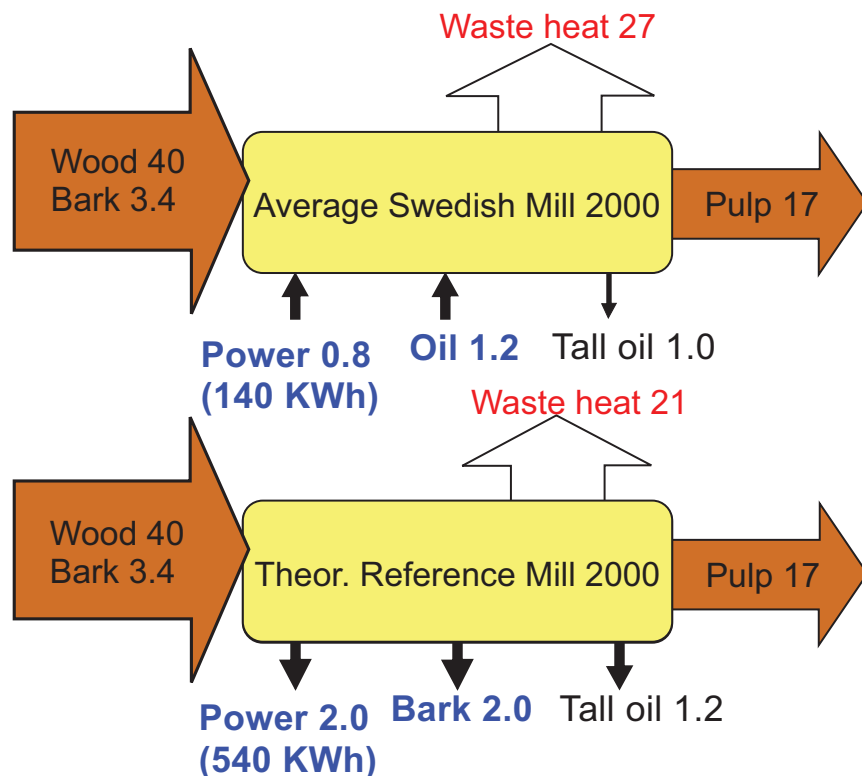 Waste heat 27
Wood 40
Bark 3.4
Average Swedish Mill 2000
Pulp 17
Power 0.8
(140 KWh)
Oil 1.2
Tall oil 1.0
Waste heat 21
Wood 40
Bark 3.4
Theor. Reference Mill 2000
Pulp 17
Power 2.0
(540 KWh)
Bark 2.0
Tall oil 1.2